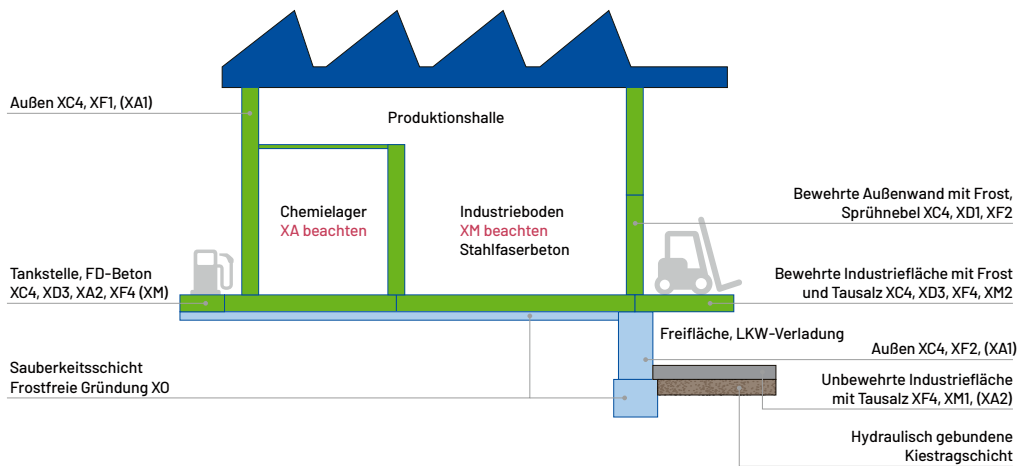 Außen XC4, XF1, (XA1)
Produktionshalle
Chemielager
XA beachten
Industrieboden
XM beachten
Stahlfaserbeton
Bewehrte Außenwand mit Frost,
Sprühnebel XC4, XD1, XF2
Tankstelle, FD-Beton
XC4, XD3, XA2, XF4 (XM)
Bewehrte Industriefläche mit Frost
und Tausalz XC4, XD3, XF4, XM2
Freifläche, LKW-Verladung
Außen XC4, XF2, (XA1)
Sauberkeitsschicht
Frostfreie Gründung X0
Unbewehrte Industriefläche
mit Tausalz XF4, XM1, (XA2)
Hydraulisch gebundene
Kiestragschicht